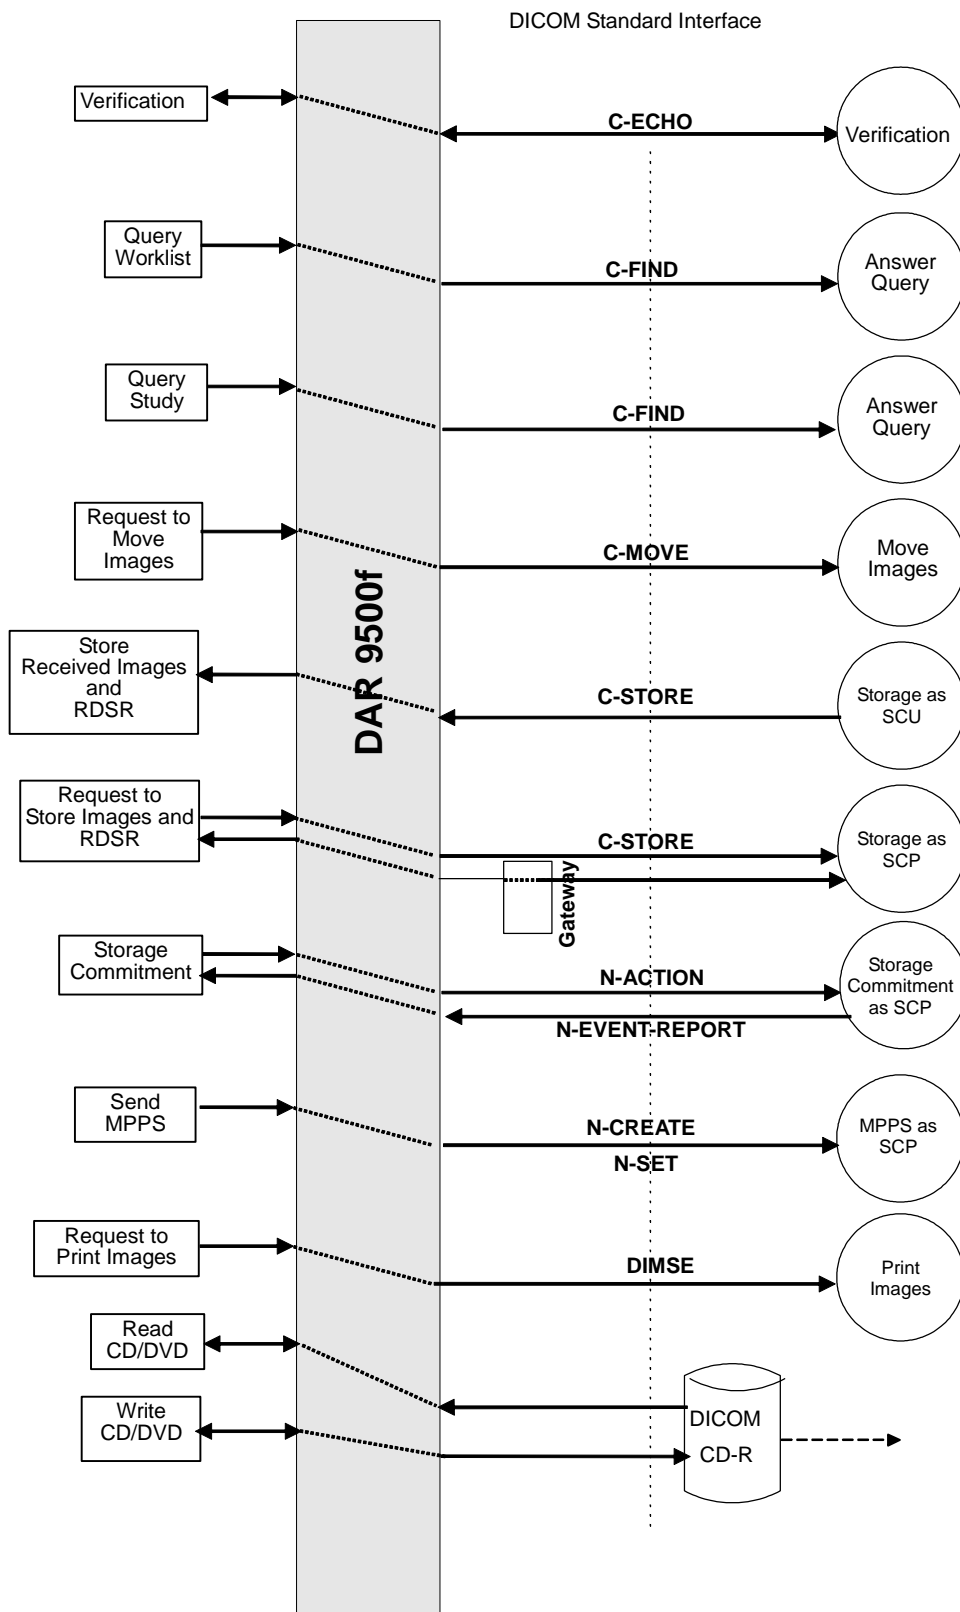 DICOM Standard Interface
Verification
C-ECHO
Verification
Query
Worklist
C-FIND
Answer
Query
Query
Study
C-FIND
Answer
Query
Request to
Move
Images
C-MOVE
Move
Images
DAR 9500f
Store
Received Images
and
RDSR
C-STORE
Storage as
SCU
Request to
Store Images and
RDSR
C-STORE
Storage as
SCP
Gateway
Storage
Commitment
N-ACTION
N-EVENT-REPORT
Storage
Commitment
as SCP
Send
MPPS
N-CREATE
N-SET
MPPS as
SCP
Request to
Print Images
DIMSE
Print
Images
Read
CD/DVD
Write
CD/DVD
DICOM
CD-R